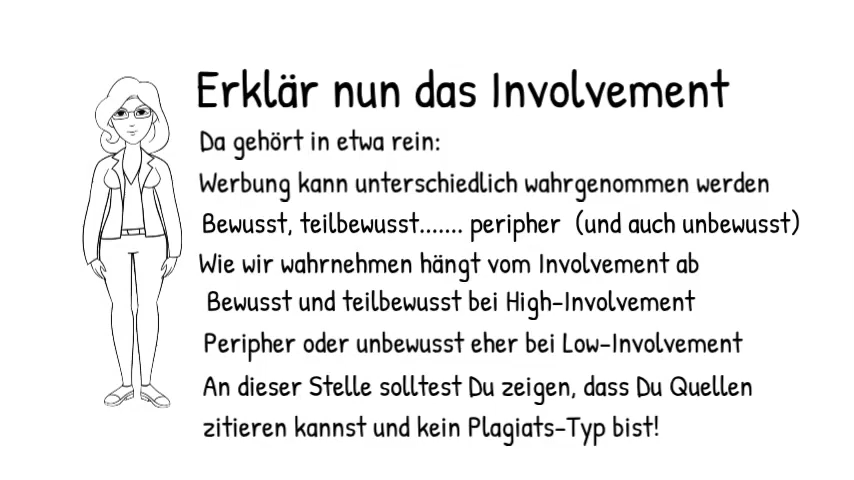 Erklär nun das Involvement
Da gehört in etwa rein:
Werbung kann unterschiedlich wahrgenommen werden
Bewusst, teilbewusst....... peripher (und auch unbewusst)
Wie wir wahrnehmen hängt vom Involvement ab
Bewusst und teilbewusst bei High-Involvement
Peripher oder unbewusst eher bei Low-Involvement
An dieser Stelle solltest Du zeigen, dass Du Quellen
zitieren kannst und kein Plagiats-Typ bist!